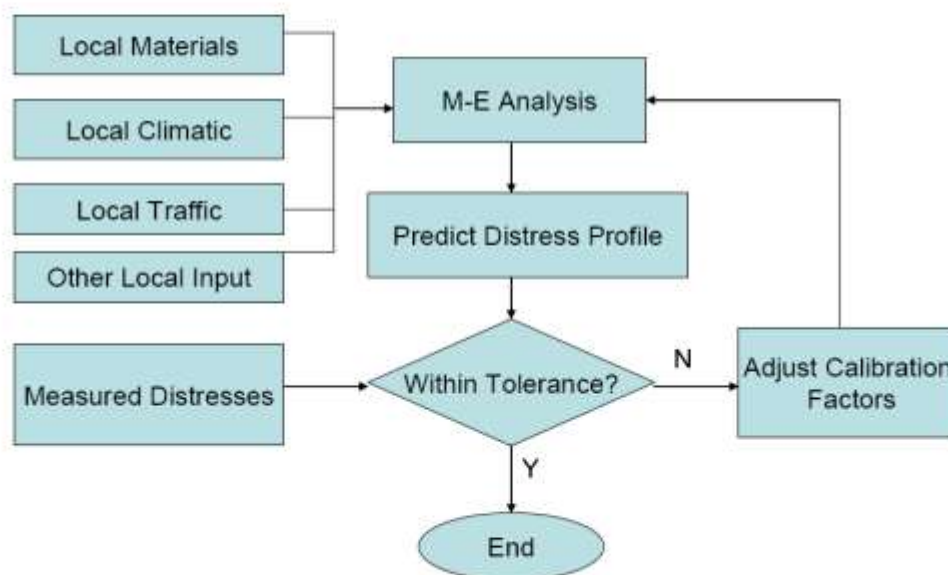 Local Materials
Local Climatic
Local Traffic
Other Local Input
Measured Distresses
M-E Analysis
Predict Distress Profile
Within Tolerance?
N
Adjust Calibration
Factors
Y
End